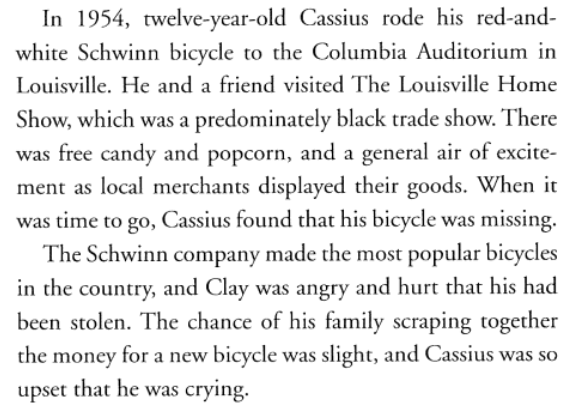 In 1954, twelve-year-old Cassius rode his red-and-
white Schwinn bicycle to the Columbia Auditorium in
Louisville. He and a friend visited The Louisville Home
Show, which was a predominately black trade show. There
was free candy and popcorn, and a general air of excite-
ment as local merchants displayed their goods. When it
was time to go, Cassius found that his bicycle was missing.
The Schwinn company made the most popular bicycles
in the country, and Clay was angry and hurt that his had
been stolen. The chance of his family scraping together
the money for a new bicycle was slight, and Cassius was so
upset that he was crying.